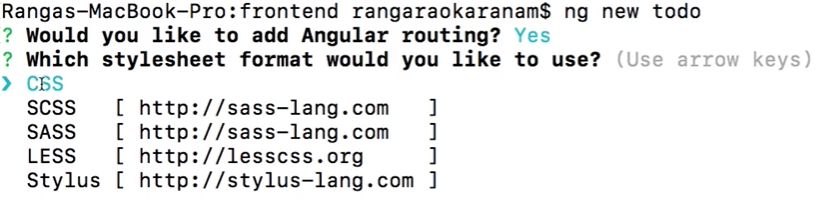 Rangas-MacBook-Pro:frontend rangaraokaranam$ ng new todo
? Would you like to add Angular routing? Yes
? Which stylesheet format would you like to use? (Use arrow keys)
❯ CSS
SCSS [ http://sass-lang.com ]
SASS [ http://sass-lang.com ]
LESS [ http://lesscss.org ]
Stylus [ http://stylus-lang.com ]